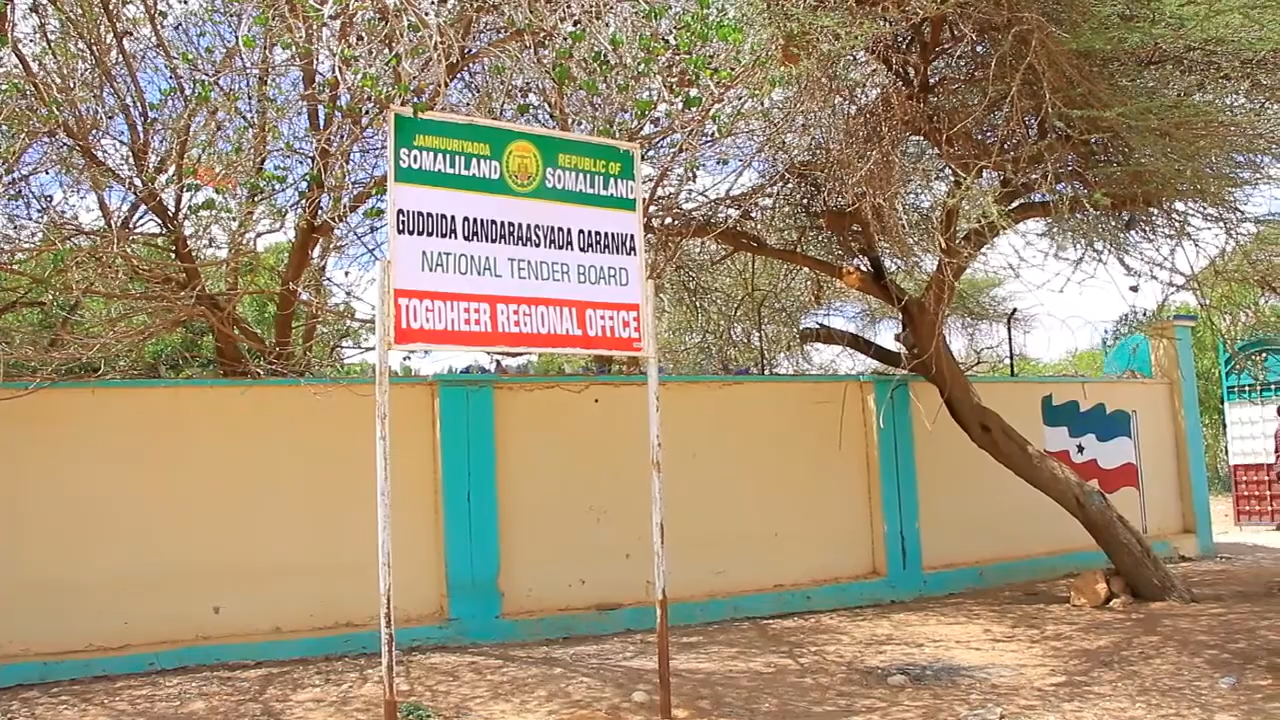 JAMHUURIYADDA
SOMALILAND
REPUBLIC OF
SOMALILAND
GUDDIDA QANDARAASYADA QARANKA
NATIONAL TENDER BOARD
TOGDHEER REGIONAL OFFICE